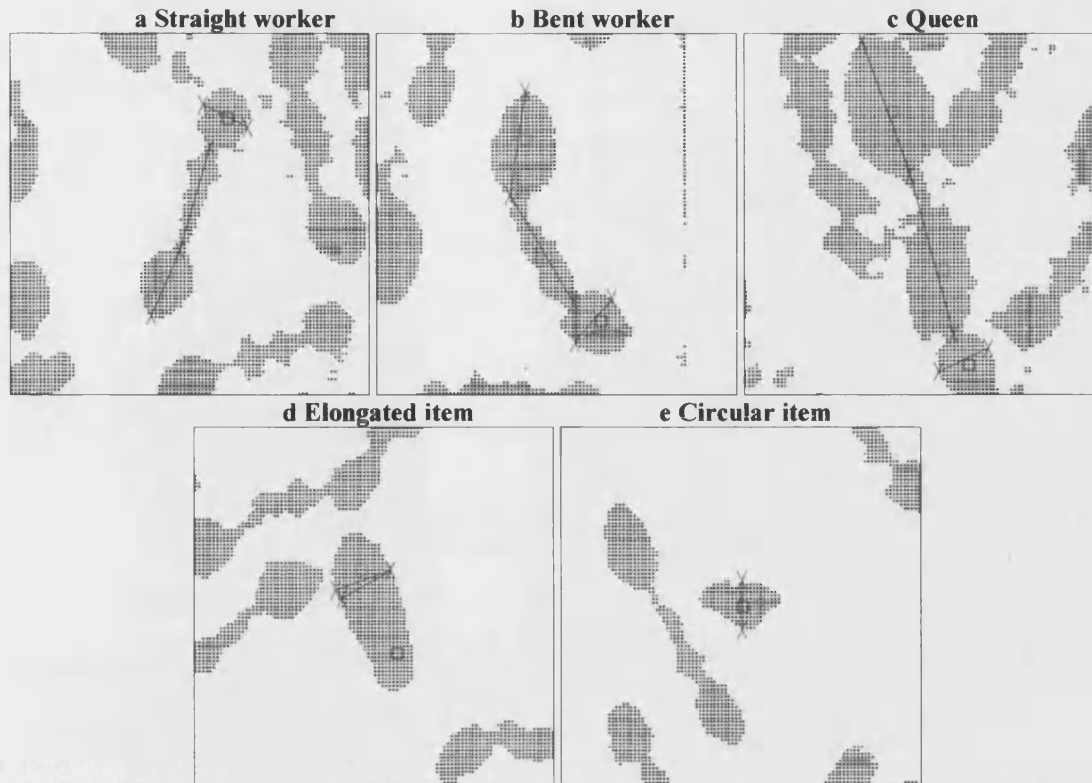 a Straight worker
b Bent worker
c Queen
d Elongated item
e Circular item